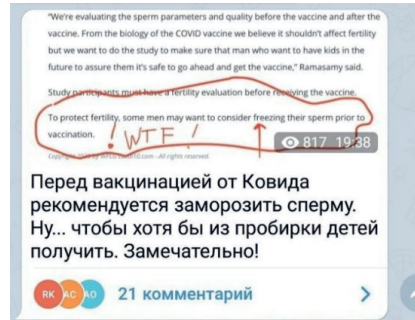 "We're evaluating the sperm parameters and quality before the vaccine and after the
vaccine. From the biology of the COVID vaccine we believe it shouldn't affect fertility
but we want to do the study to make sure that man who want to have kids in the
future to assure them it's safe to go ahead and get the vaccine," Ramasamy said.
Study participants must have a fertility evaluation before receiving the vaccine.
To protect fertility, some men may want to consider freezing their sperm prior to
vaccination.
! WTF !
817 19:38
Copyright All rights reserved
Перед вакцинацией от Ковида
рекомендуется заморозить сперму.
Ну... чтобы хотя бы из пробирки детей
получить. Замечательно!
RK AC AO 21 комментарий